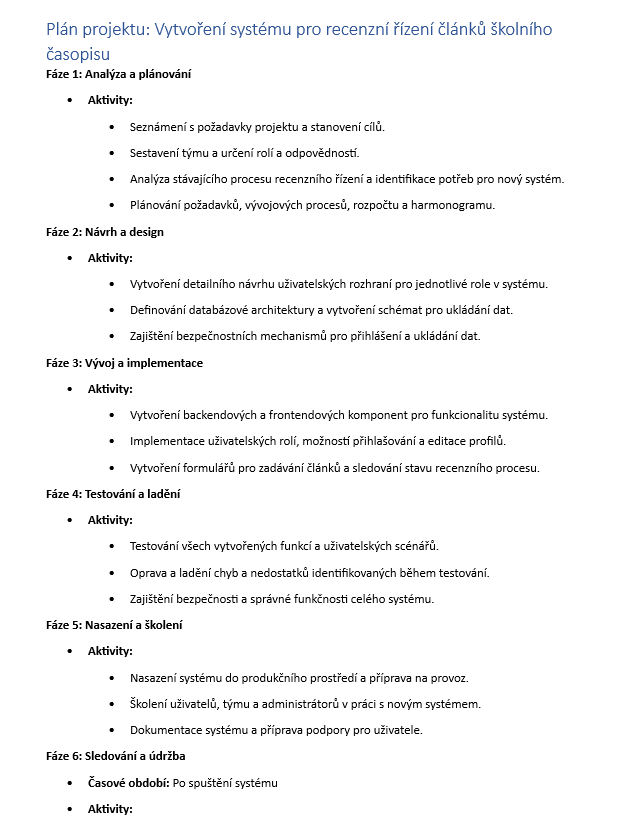 Plán projektu: Vytvoření systému pro recenzní řízení článků školního
časopisu
Fáze 1: Analýza a plánování
• Aktivity:
• Seznámení s požadavky projektu a stanovení cílů.
• Sestavení týmu a určení rolí a odpovědností.
• Analýza stávajícího procesu recenzního řízení a identifikace potřeb pro nový systém.
• Plánování požadavků, vývojových procesů, rozpočtu a harmonogramu.
Fáze 2: Návrh a design
• Aktivity:
• Vytvoření detailního návrhu uživatelských rozhraní pro jednotlivé role v systému.
• Definování databázové architektury a vytvoření schémat pro ukládání dat.
• Zajištění bezpečnostních mechanismů pro přihlášení a ukládání dat.
Fáze 3: Vývoj a implementace
• Aktivity:
• Vytvoření backendových a frontendových komponent pro funkcionalitu systému.
• Implementace uživatelských rolí, možností přihlašování a editace profilů.
• Vytvoření formulářů pro zadávání článků a sledování stavu recenzního procesu.
Fáze 4: Testování a ladění
• Aktivity:
• Testování všech vytvořených funkcí a uživatelských scénářů.
• Oprava a ladění chyb a nedostatků identifikovaných během testování.
• Zajištění bezpečnosti a správné funkčnosti celého systému.
Fáze 5: Nasazení a školení
• Aktivity:
• Nasazení systému do produkčního prostředí a příprava na provoz.
• Školení uživatelů, týmu a administrátorů v práci s novým systémem.
• Dokumentace systému a příprava podpory pro uživatele.
Fáze 6: Sledování a údržba
• Časové období: Po spuštění systému
• Aktivity: